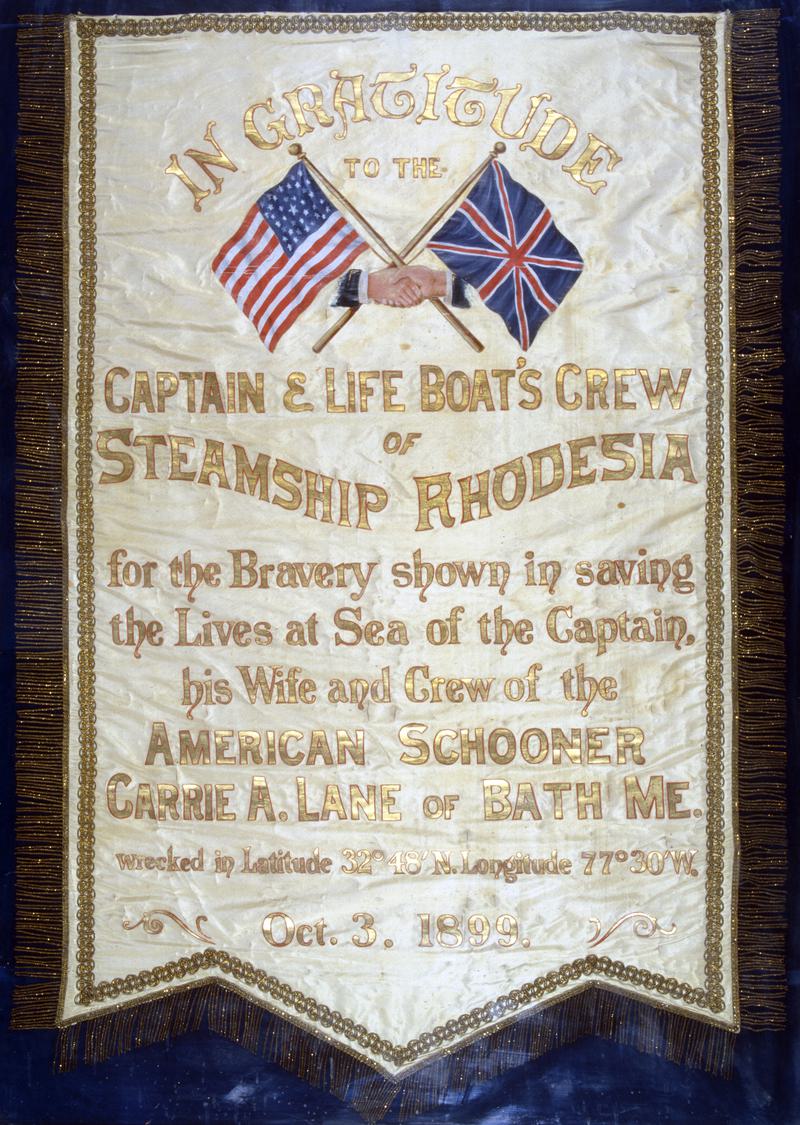 IN GRATITUDE
TO THE
CAPTAIN & LIFE BOAT'S CREW
OF
STEAMSHIP RHODESIA
for the Bravery shown in saving
the Lives at Sea of the Captain,
his Wife and Crew of the
AMERICAN SCHOONER
CARRIE A. LANE OF BATH ME.
wrecked in Latitude 32° 48' N. Longitude 77° 30' W.
Oct. 3. 1899.